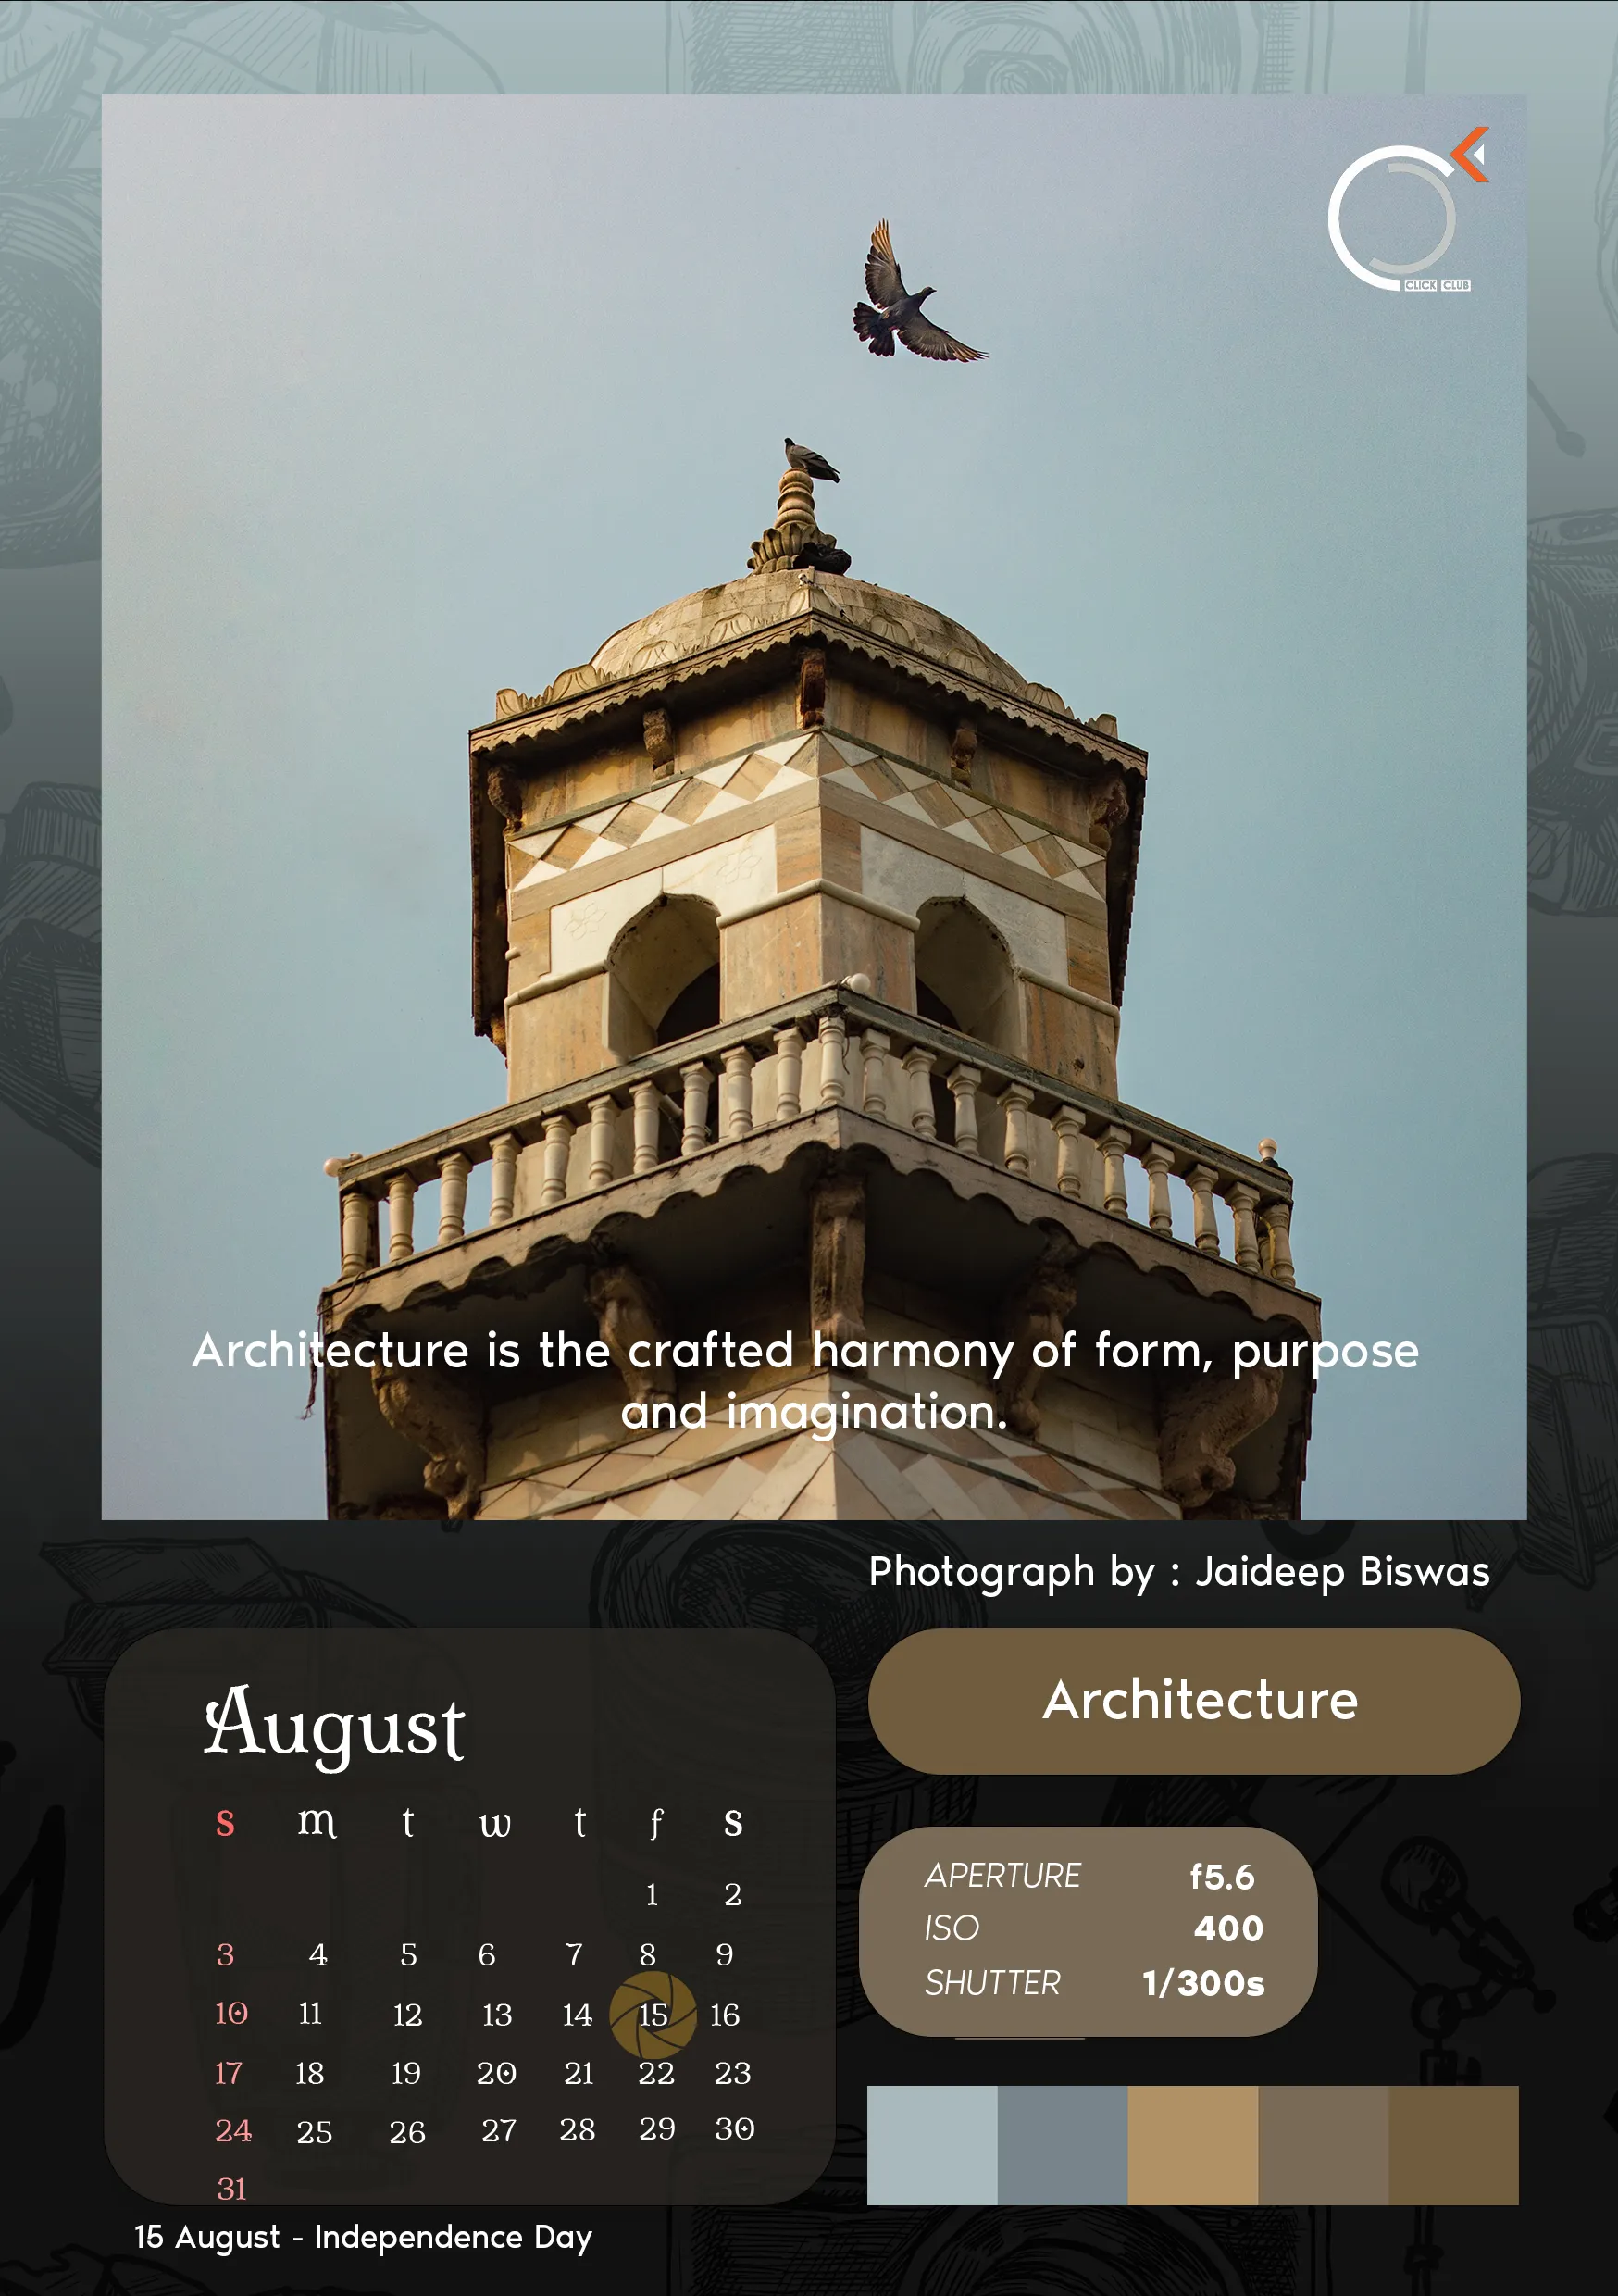 CLICK CLUB
Architecture is the crafted harmony of form, purpose
and imagination.
Photograph by : Jaideep Biswas
August
s m t w t f s
1 2
3 4 5 6 7 8 9
10 11 12 13 14 15 16
17 18 19 20 21 22 23
24 25 26 27 28 29 30
31
15 August - Independence Day
Architecture
APERTURE f5.6
ISO 400
SHUTTER 1/300s